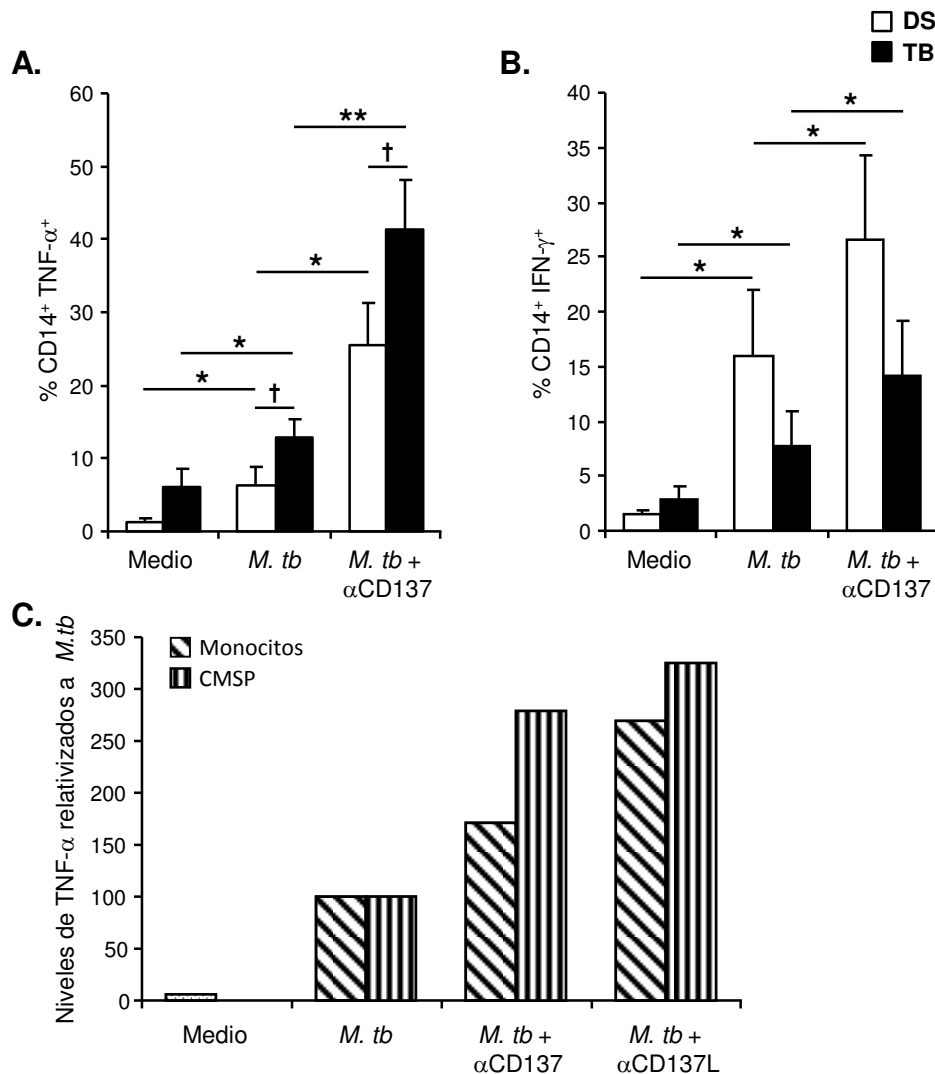 DS
TB
A.
% CD14⁺ TNF-α⁺
60
50
40
30
20
10
0
**
†
*
*
*
†
Medio
M. tb
M. tb +
αCD137
B.
% CD14⁺ IFN-γ⁺
40
35
30
25
20
15
10
5
0
*
*
*
*
Medio
M. tb
M. tb +
αCD137
C.
Niveles de TNF-α relativizados a M.tb
350
300
250
200
150
100
50
0
Monocitos
CMSP
Medio
M. tb
M. tb +
αCD137
M. tb +
αCD137L